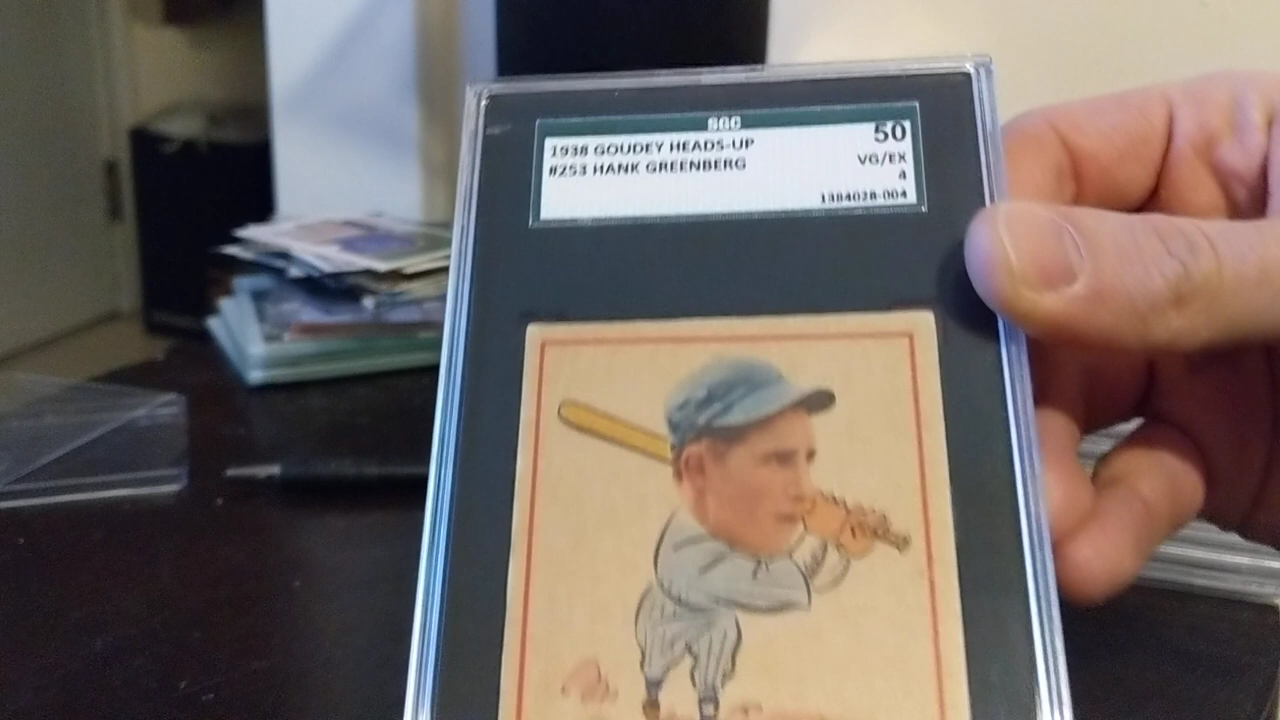 SGC
1938 GOUDEY HEADS-UP
50
#253 HANK GREENBERG
VG/EX
4
1384028-004